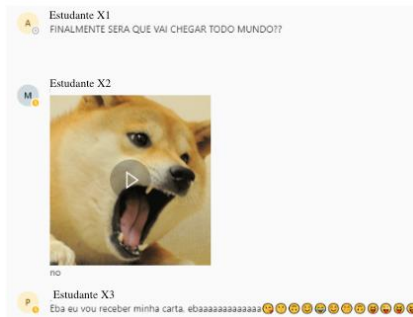 A
Estudante X1
FINALMENTE SERA QUE VAI CHEGAR TODO MUNDO??
M
Estudante X2
no
P
Estudante X3
Eba eu vou receber minha carta, ebaaaaaaaaaaaaa